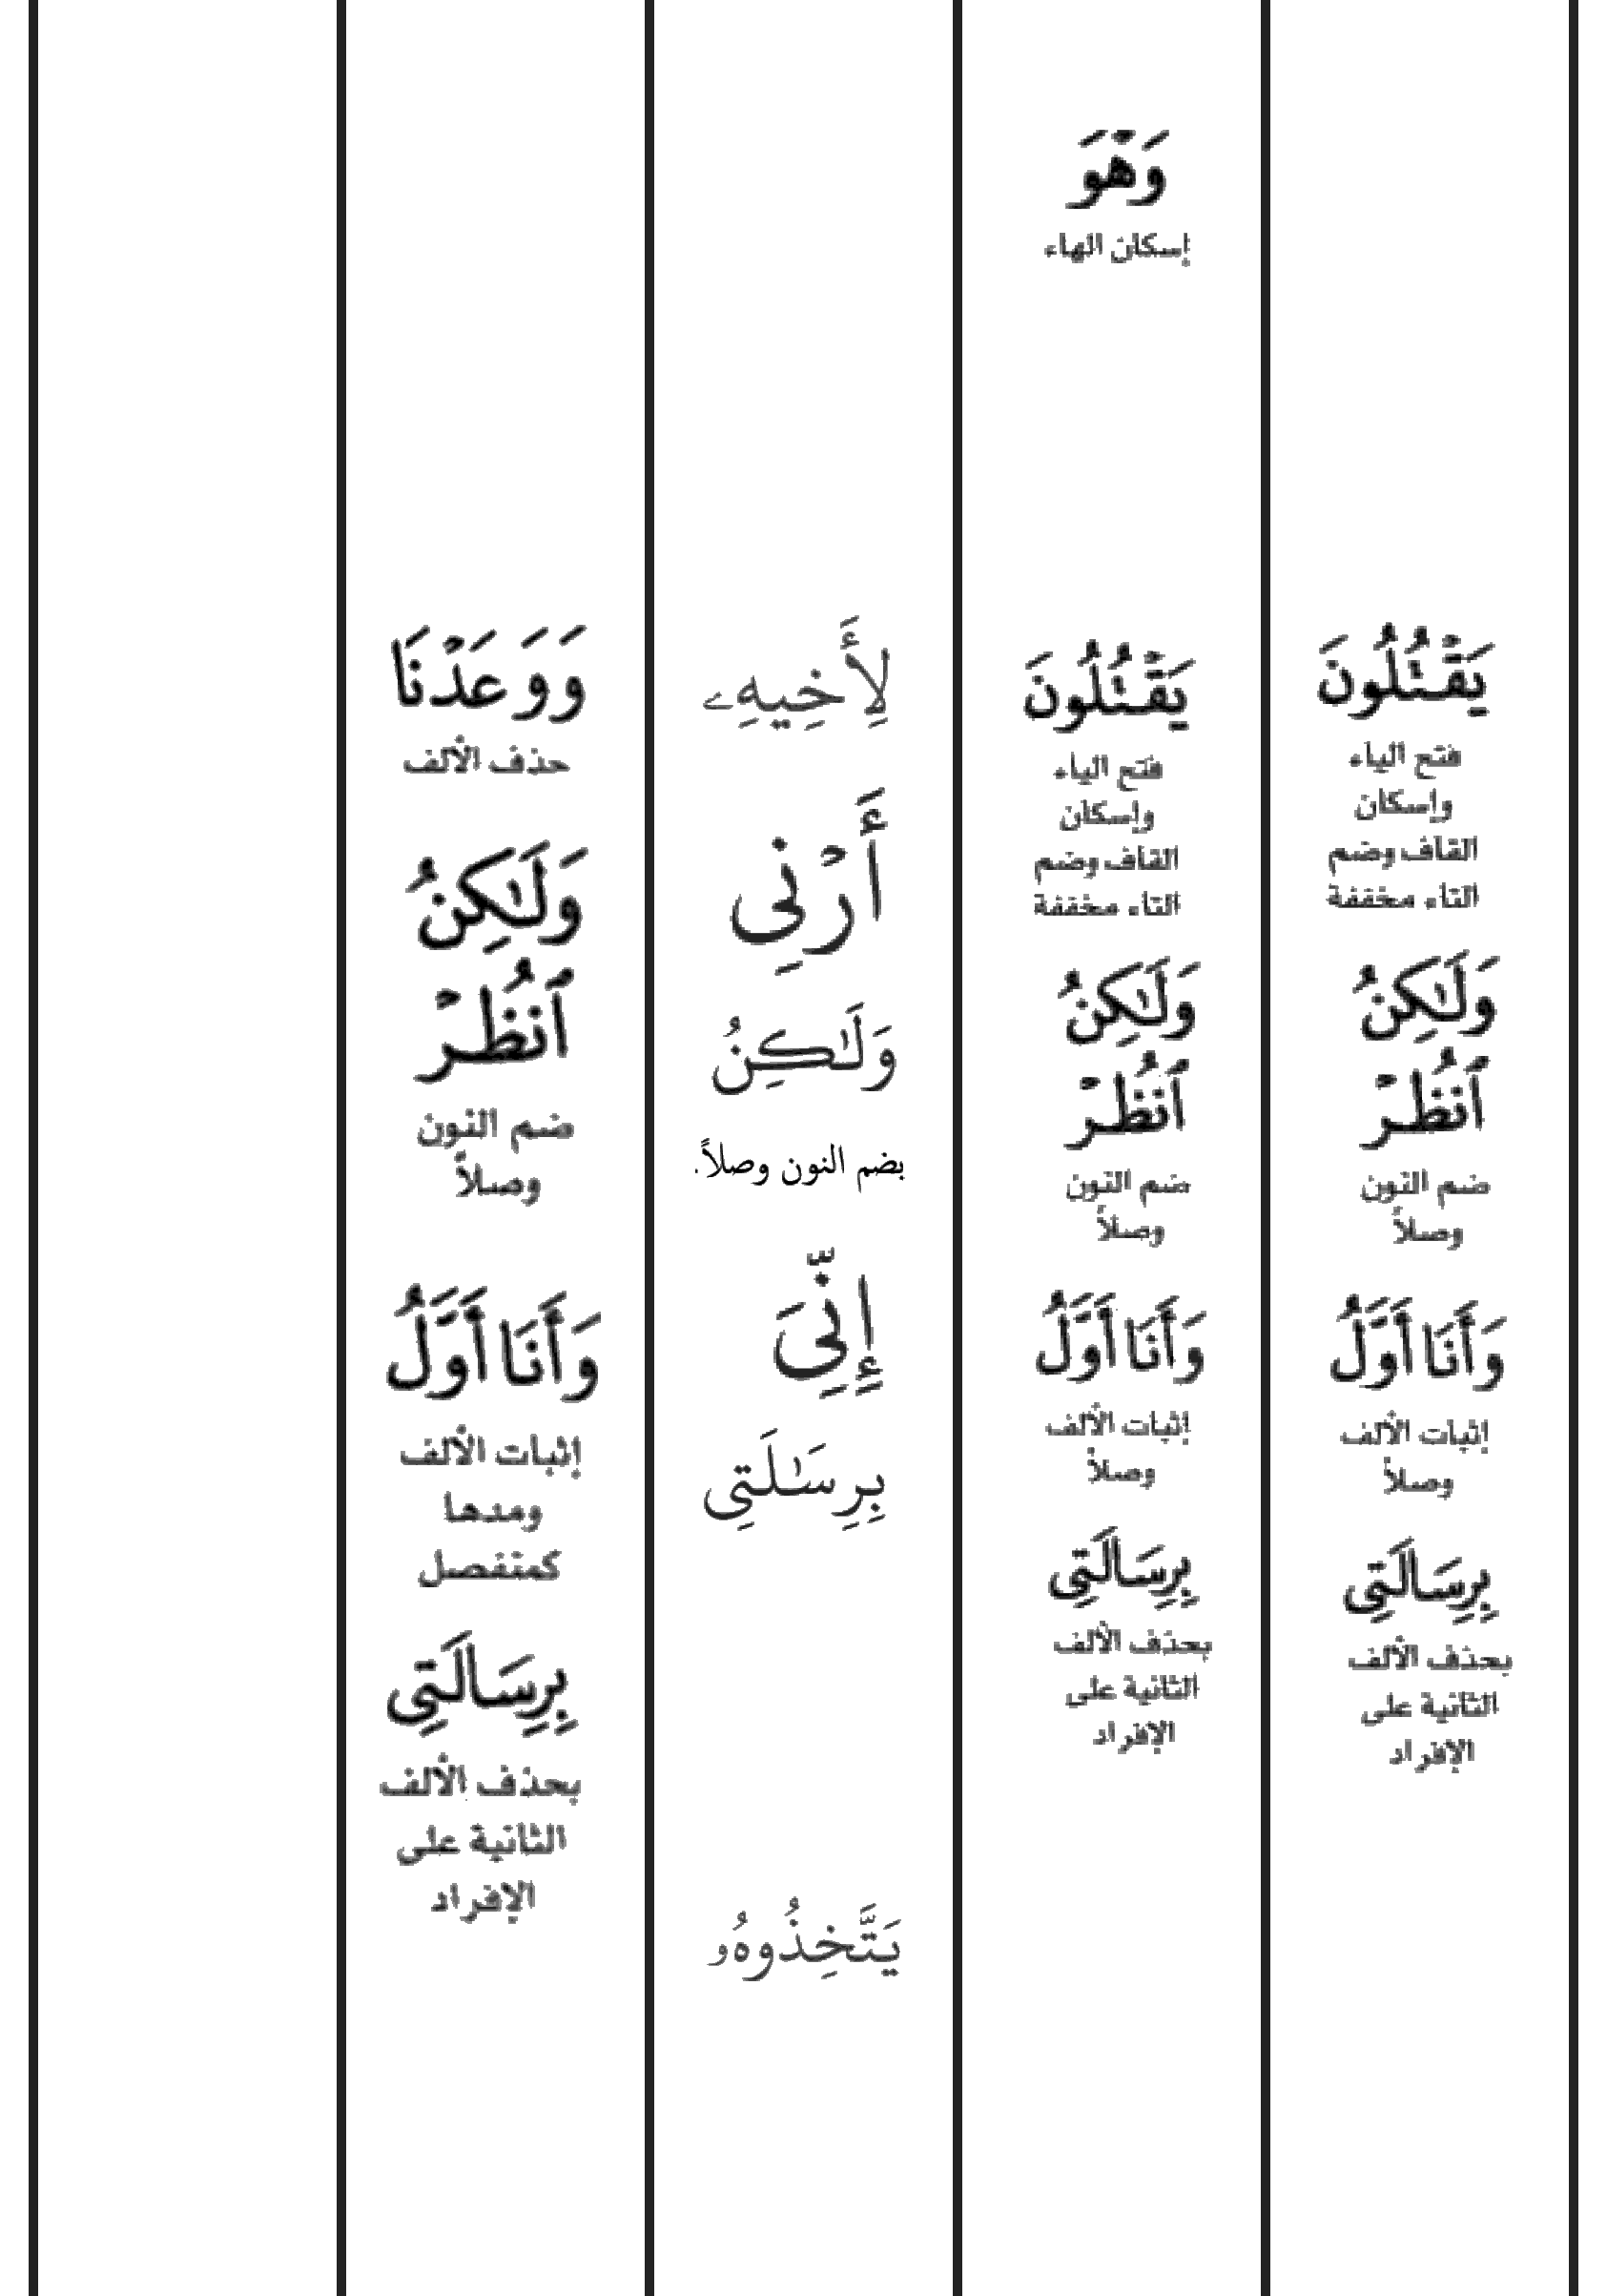 يَقْتُلُونَ
فتح الياء
وإسكان
القاف وضم
التاء مخففة
وَلَٰكِنُ
ٱنظُرْ
ضم النون
وصلاً
وَأَنَا أَوَّلُ
إثبات الألف
وصلاً
بِرِسَالَتِى
بحذف الألف
الثانية على
الإفراد
وَهْوَ
إسكان الهاء
يَقْتُلُونَ
فتح الياء
وإسكان
القاف وضم
التاء مخففة
وَلَٰكِنُ
ٱنظُرْ
ضم النون
وصلاً
وَأَنَا أَوَّلُ
إثبات الألف
وصلاً
بِرِسَالَتِى
بحذف الألف
الثانية على
الإفراد
لِأَخِيهِۦ
أَرْنِى
وَلَٰكِنُ
بضم النون وصلاً.
إِنِّىَ
بِرِسَٰلَتِى
يَتَّخِذُوهُۥ
وَوَعَدْنَا
حذف الألف
وَلَٰكِنُ
ٱنظُرْ
ضم النون
وصلاً
وَأَنَا أَوَّلُ
إثبات الألف
ومدها
كمنفصل
بِرِسَالَتِى
بحذف الألف
الثانية على
الإفراد